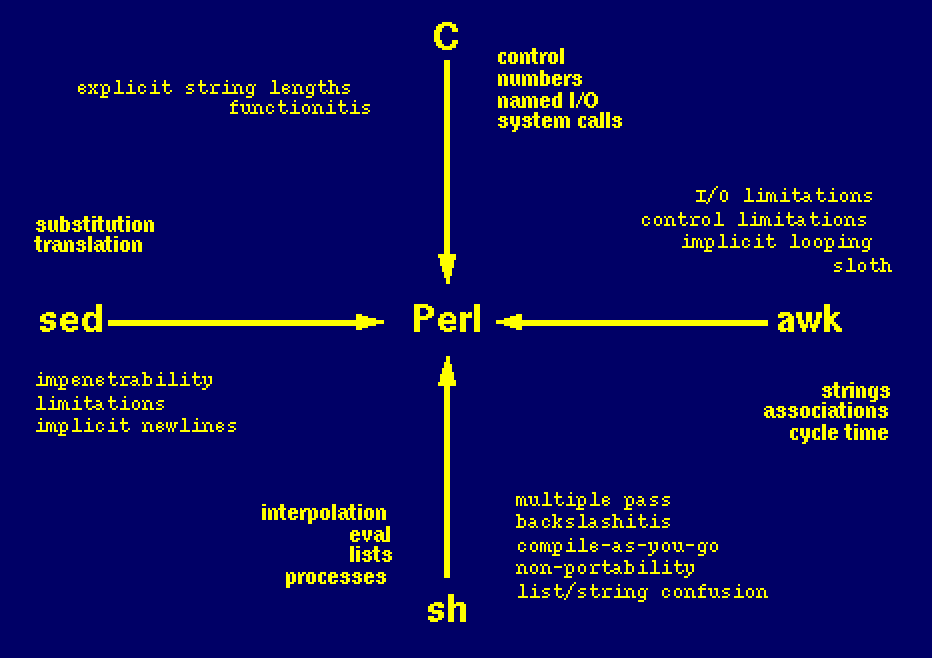 C
control
numbers
named I/O
system calls
explicit string lengths
functionitis
I/O limitations
control limitations
implicit looping
sloth
substitution
translation
sed
Perl
awk
impenetrability
limitations
implicit newlines
strings
associations
cycle time
interpolation
eval
lists
processes
multiple pass
backslashitis
compile-as-you-go
non-portability
list/string confusion
sh